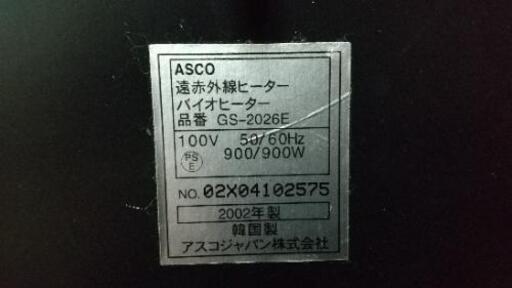 ASCO
遠赤外線ヒーター
バイオヒーター
品番 GS-2026E
100V 50/60Hz
900/900W
PS
E
NO. 02X04102575
2002年製
韓国製
アスコジャパン株式会社